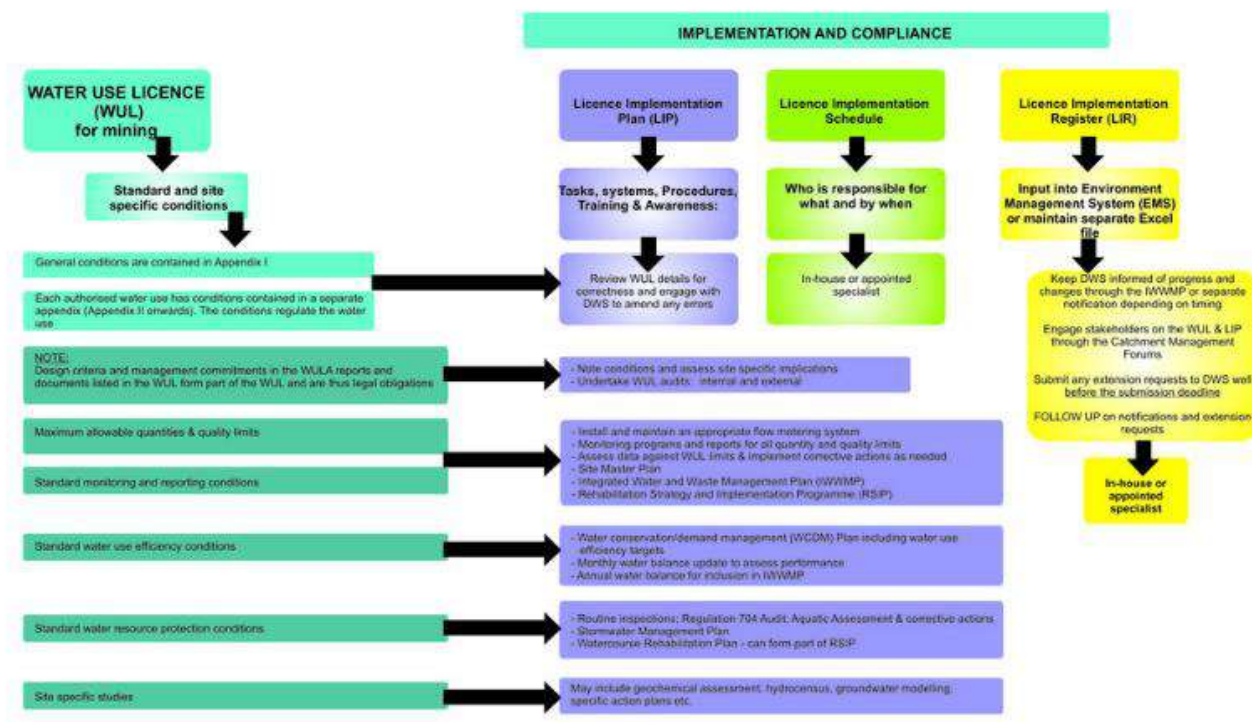 IMPLEMENTATION AND COMPLIANCE
WATER USE LICENCE
(WUL)
for mining
Standard and site
specific conditions
General conditions are contained in Appendix I
Each authorised water use has conditions contained in a separate
appendix (Appendix II onwards). The conditions regulate the water
use
NOTE:
Design criteria and management commitments in the WULA reports and
documents listed in the WUL form part of the WUL and are thus legal obligations
Maximum allowable quantities & quality limits
Standard monitoring and reporting conditions
Standard water use efficiency conditions
Standard water resource protection conditions
Site specific studies
Licence Implementation
Plan (LIP)
Tasks, systems, Procedures,
Training & Awareness:
Review WUL details for
correctness and engage with
DWS to amend any errors
- Note conditions and assess site specific implications
- Undertake WUL audits: internal and external
- Install and maintain an appropriate flow metering system
- Monitoring programs and reports for all quantity and quality limits
- Assess data against WUL limits & implement corrective actions as needed
- Site Master Plan
- Integrated Water and Waste Management Plan (IWWMP)
- Rehabilitation Strategy and Implementation Programme (RSIP)
- Water conservation/demand management (WCDM) Plan including water use
efficiency targets
- Monthly water balance update to assess performance
- Annual water balance for inclusion in IWWMP
- Routine inspections; Regulation 704 Audit; Aquatic Assessment & corrective actions
- Stormwater Management Plan
- Watercourse Rehabilitation Plan - can form part of RSIP
May include geochemical assessment, hydrocensus, groundwater modelling,
specific action plans etc.
Licence Implementation
Schedule
Who is responsible for
what and by when
In-house or appointed
specialist
Licence Implementation
Register (LIR)
Input into Environment
Management System (EMS)
or maintain separate Excel
file
Keep DWS informed of progress and
changes through the IWWMP or separate
notification depending on timing
Engage stakeholders on the WUL & LIP
through the Catchment Management
Forums
Submit any extension requests to DWS well
before the submission deadline
FOLLOW UP on notifications and extension
requests
In-house or
appointed
specialist